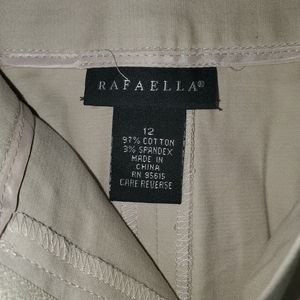 RAFAELLA®
12
97% COTTON
3% SPANDEX
MADE IN
CHINA
RN 95615
CARE REVERSE